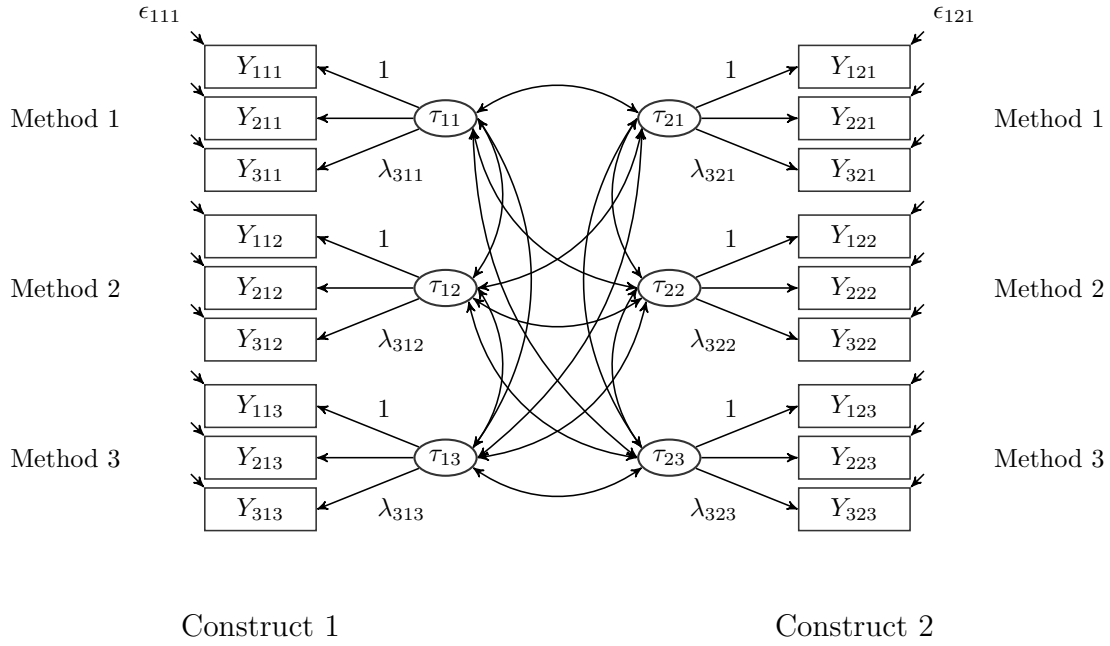 ϵ₁₁₁ ϵ₁₂₁
Y₁₁₁ 1 1 Y₁₂₁
Method 1 Y₂₁₁ τ₁₁ τ₂₁ Y₂₂₁ Method 1
Y₃₁₁ λ₃₁₁ λ₃₂₁ Y₃₂₁
Y₁₁₂ 1 1 Y₁₂₂
Method 2 Y₂₁₂ τ₁₂ τ₂₂ Y₂₂₂ Method 2
Y₃₁₂ λ₃₁₂ λ₃₂₂ Y₃₂₂
Y₁₁₃ 1 1 Y₁₂₃
Method 3 Y₂₁₃ τ₁₃ τ₂₃ Y₂₂₃ Method 3
Y₃₁₃ λ₃₁₃ λ₃₂₃ Y₃₂₃
Construct 1 Construct 2